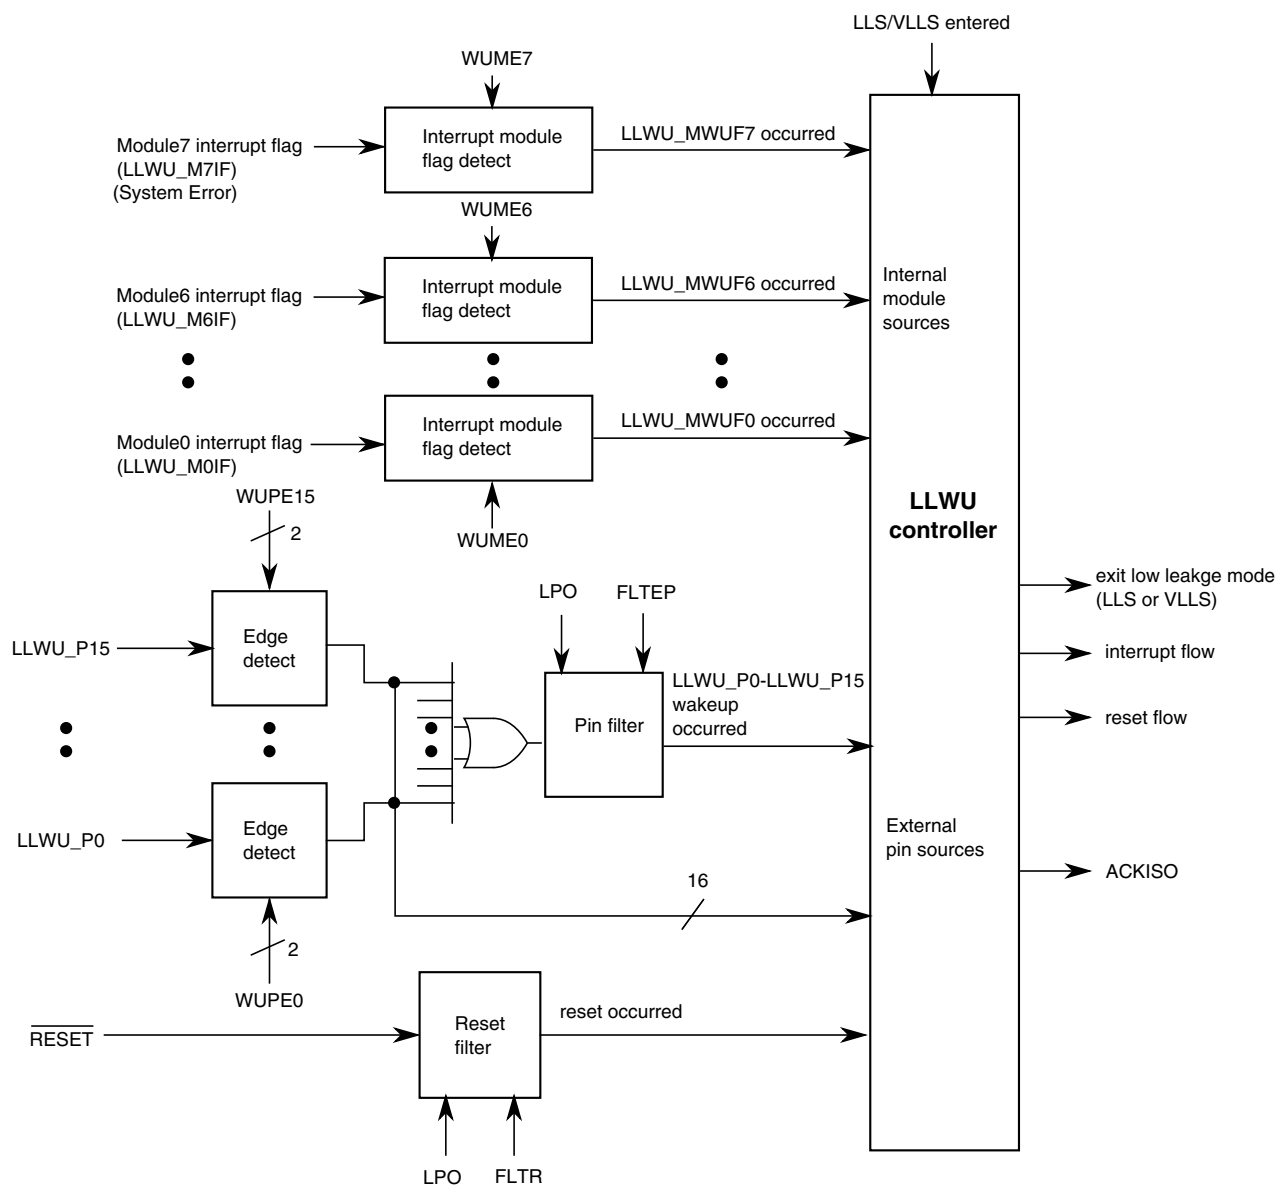 LLS/VLLS entered
WUME7
Module7 interrupt flag
(LLWU_M7IF)
(System Error)
Interrupt module
flag detect
LLWU_MWUF7 occurred
WUME6
Module6 interrupt flag
(LLWU_M6IF)
Interrupt module
flag detect
LLWU_MWUF6 occurred
Internal
module
sources
Module0 interrupt flag
(LLWU_M0IF)
Interrupt module
flag detect
LLWU_MWUF0 occurred
WUME0
LLWU
controller
WUPE15
2
LLWU_P15
Edge
detect
LPO
FLTEP
Pin filter
LLWU_P0-LLWU_P15
wakeup
occurred
exit low leakge mode
(LLS or VLLS)
interrupt flow
reset flow
LLWU_P0
Edge
detect
External
pin sources
ACKISO
16
2
WUPE0
RESET
Reset
filter
reset occurred
LPO
FLTR